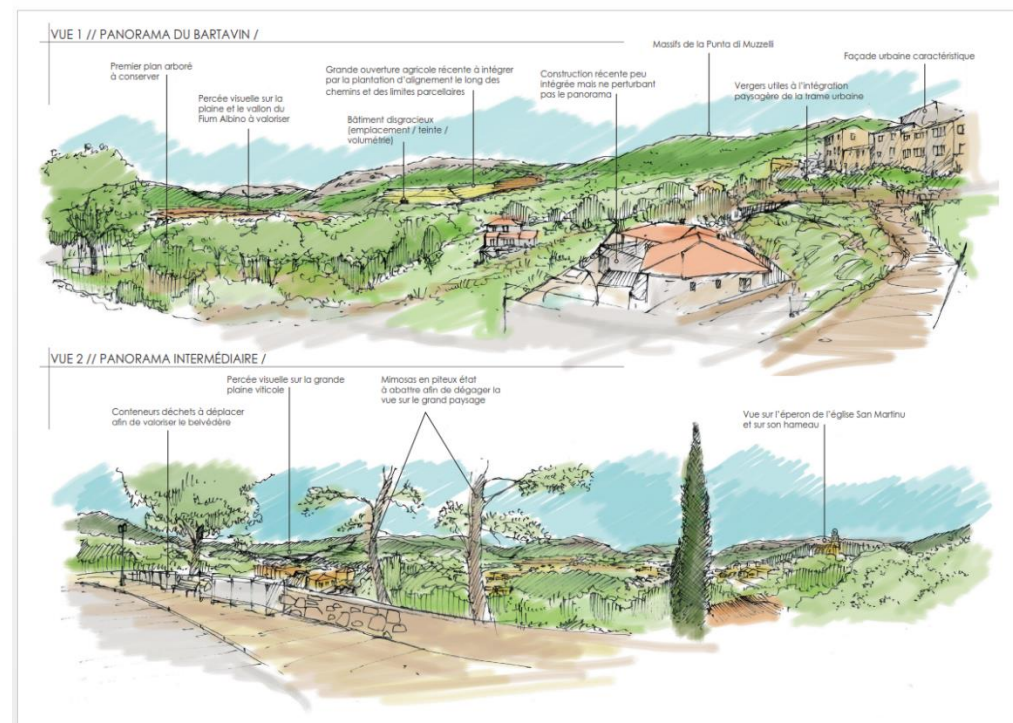 VUE 1 // PANORAMA DU BARTAVIN /
Massifs de la Punta di Muzzelli
Façade urbaine caractéristique
Premier plan arboré
à conserver
Percée visuelle sur la
plaine et le vallon du
Fium Albino à valoriser
Grande ouverture agricole récente à intégrer
par la plantation d'alignement le long des
chemins et des limites parcellaires
Bâtiment disgracieux
(emplacement / teinte /
volumétrie)
Construction récente peu
intégrée mais ne perturbant
pas le panorama
Vergers utiles à l'intégration
paysagère de la trame urbaine
VUE 2 // PANORAMA INTERMÉDIAIRE /
Conteneurs déchets à déplacer
afin de valoriser le belvédère
Percée visuelle sur la grande
plaine viticole
Mimosas en piteux état
à abattre afin de dégager la
vue sur le grand paysage
Vue sur l'éperon de l'église San Martinu
et sur son hameau